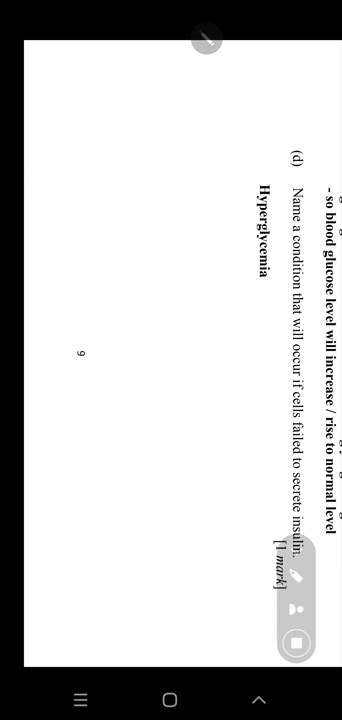 - so blood glucose level will increase / rise to normal level
(d) Name a condition that will occur if cells failed to secrete insulin.
[1 mark]
Hyperglycemia
9